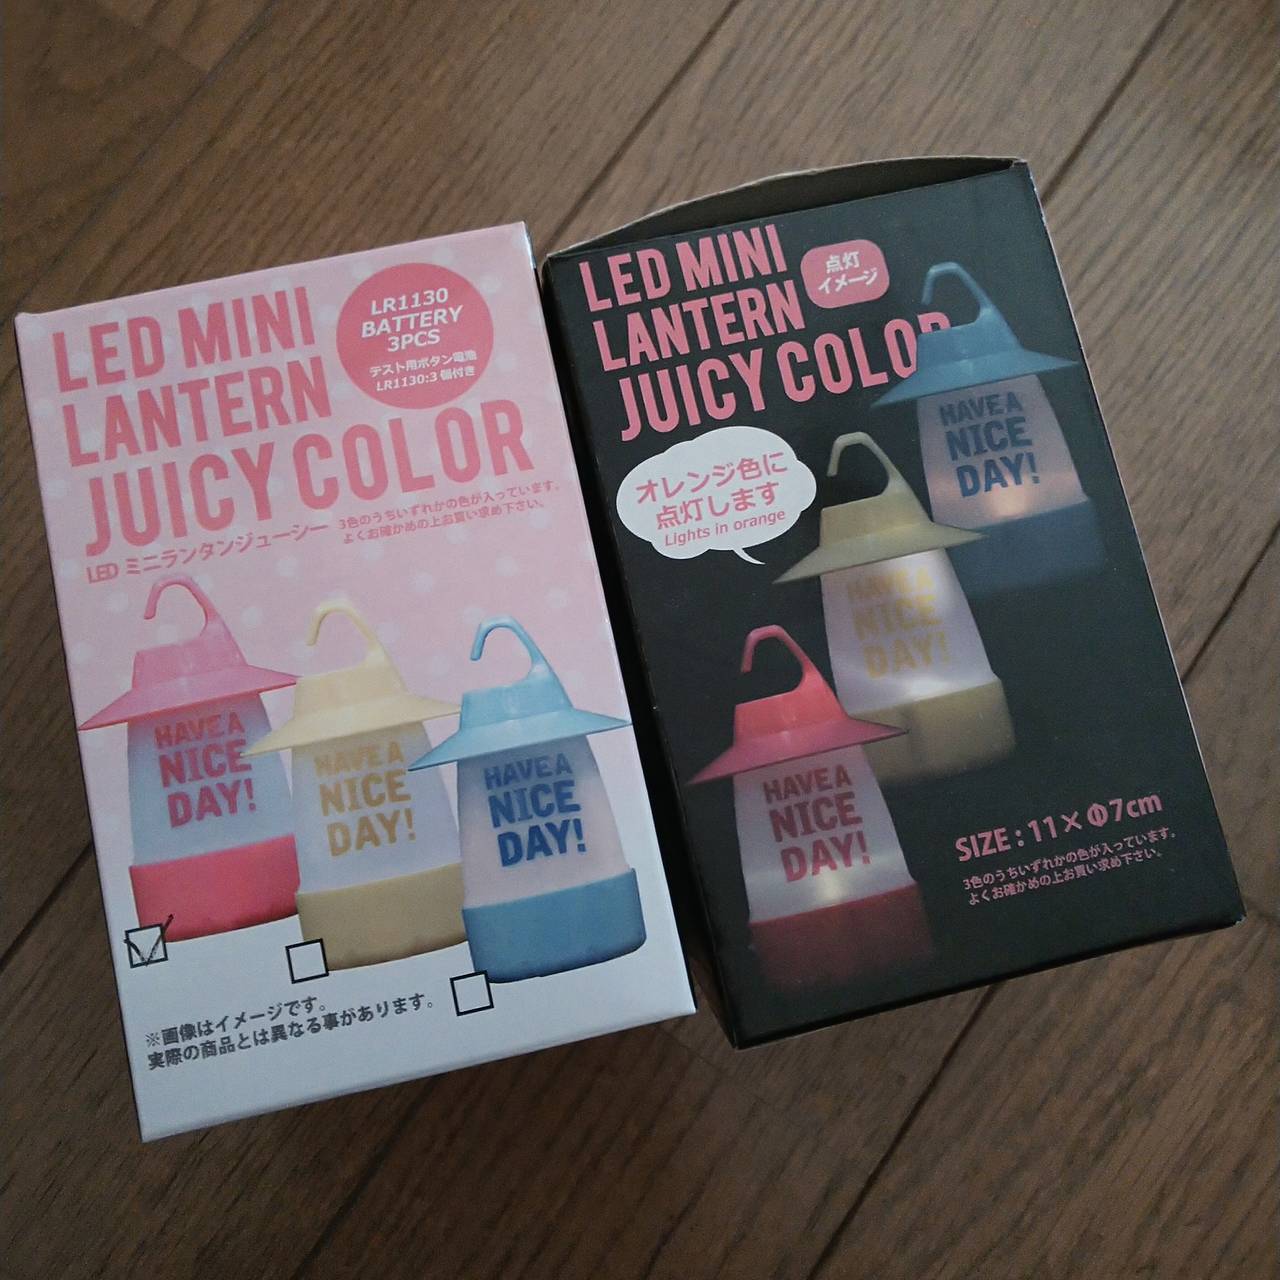 LED MINI
LANTERN
JUICY COLOR
LR1130
BATTERY
3PCS
テスト用ボタン電池
LR1130:3個付き
LED ミニランタンジューシー
3色のうちいずれかの色が入っています。
よくお確かめの上お買い求め下さい。
HAVE A
NICE
DAY!
HAVE A
NICE
DAY!
HAVE A
NICE
DAY!
※画像はイメージです。
実際の商品とは異なる事があります。
LED MINI
LANTERN
JUICY COLOR
点灯
イメージ
オレンジ色に
点灯します
Lights in orange
HAVE A
NICE
DAY!
HAVE A
NICE
DAY!
HAVE A
NICE
DAY!
SIZE : 11×Φ7cm
3色のうちいずれかの色が入っています。
よくお確かめの上お買い求め下さい。